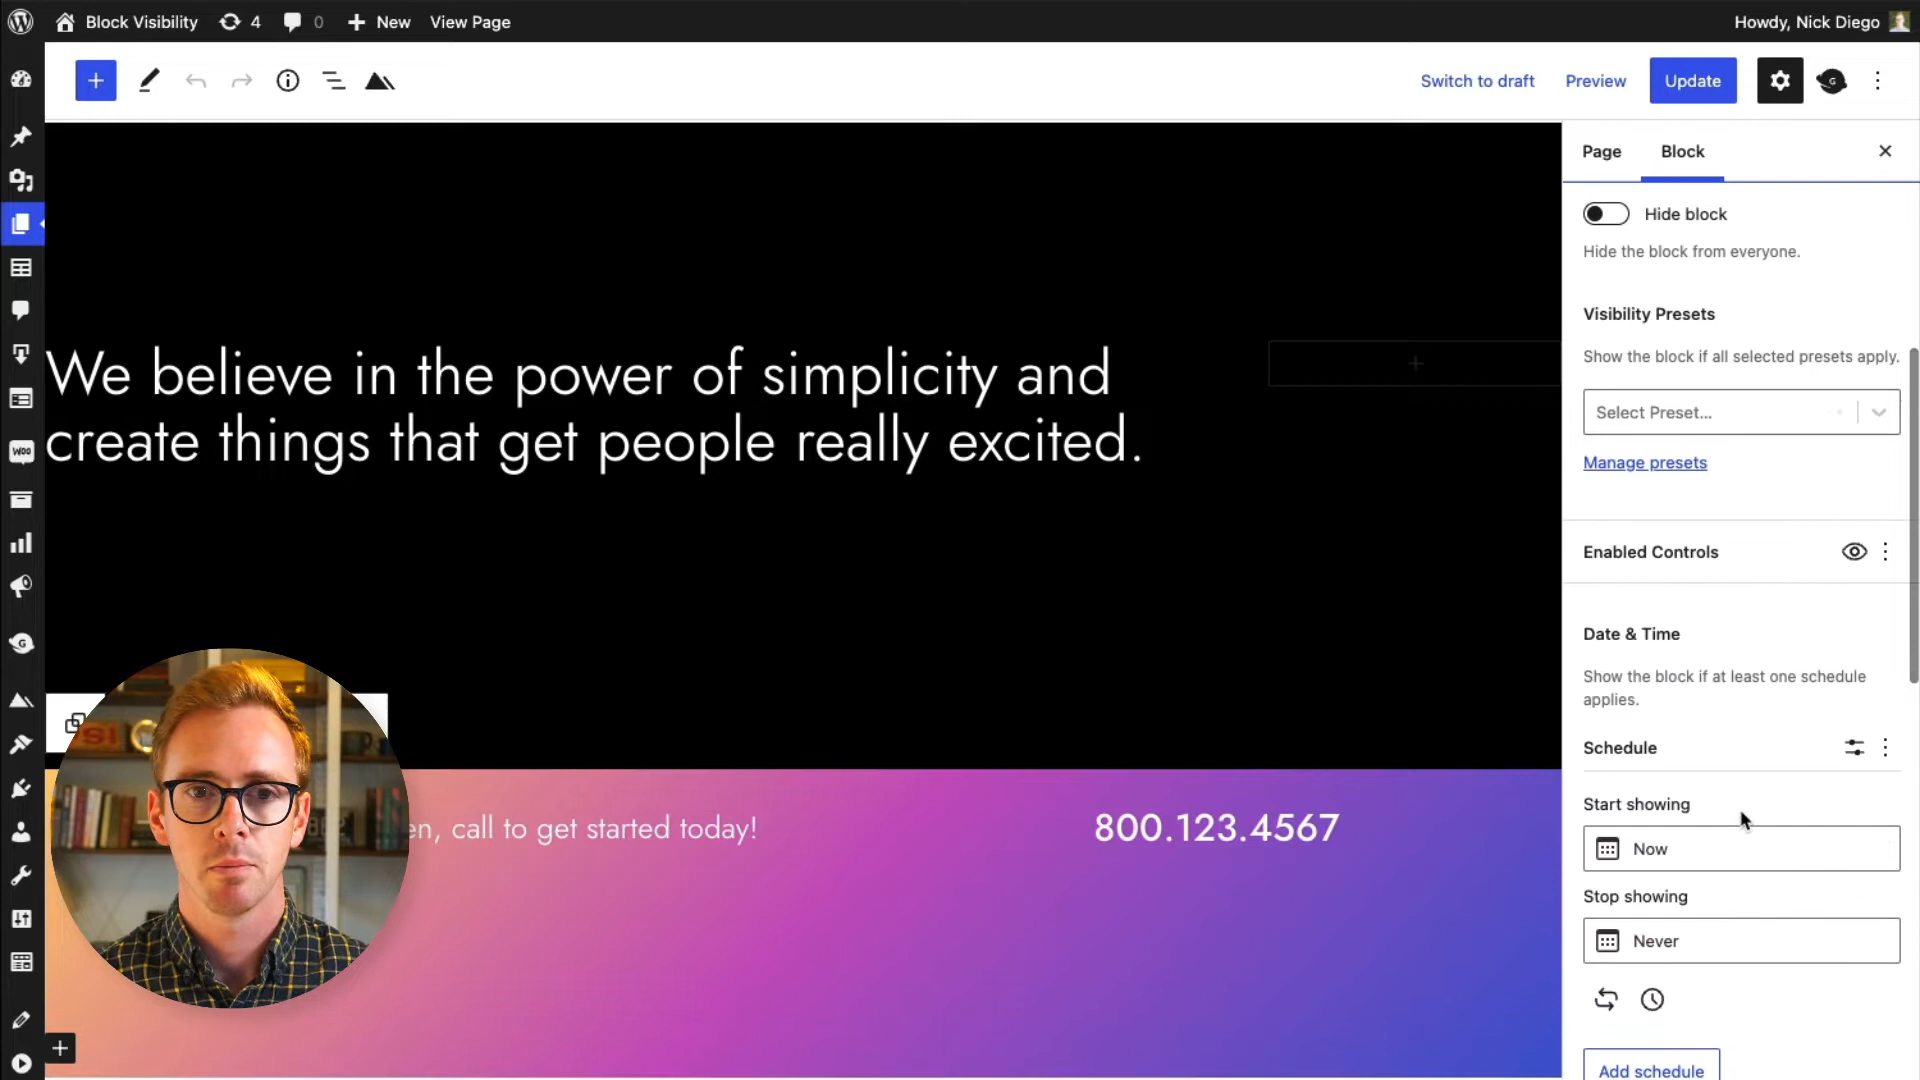 Block Visibility
4
0
New
View Page
Howdy, Nick Diego
Switch to draft
Preview
Update
G
Page
Block
Hide block
Hide the block from everyone.
Visibility Presets
Show the block if all selected presets apply.
Select Preset...
Manage presets
Enabled Controls
Date & Time
Show the block if at least one schedule
applies.
Schedule
Start showing
Now
Stop showing
Never
Add schedule
We believe in the power of simplicity and
create things that get people really excited.
en, call to get started today!
800.123.4567
WOO
G